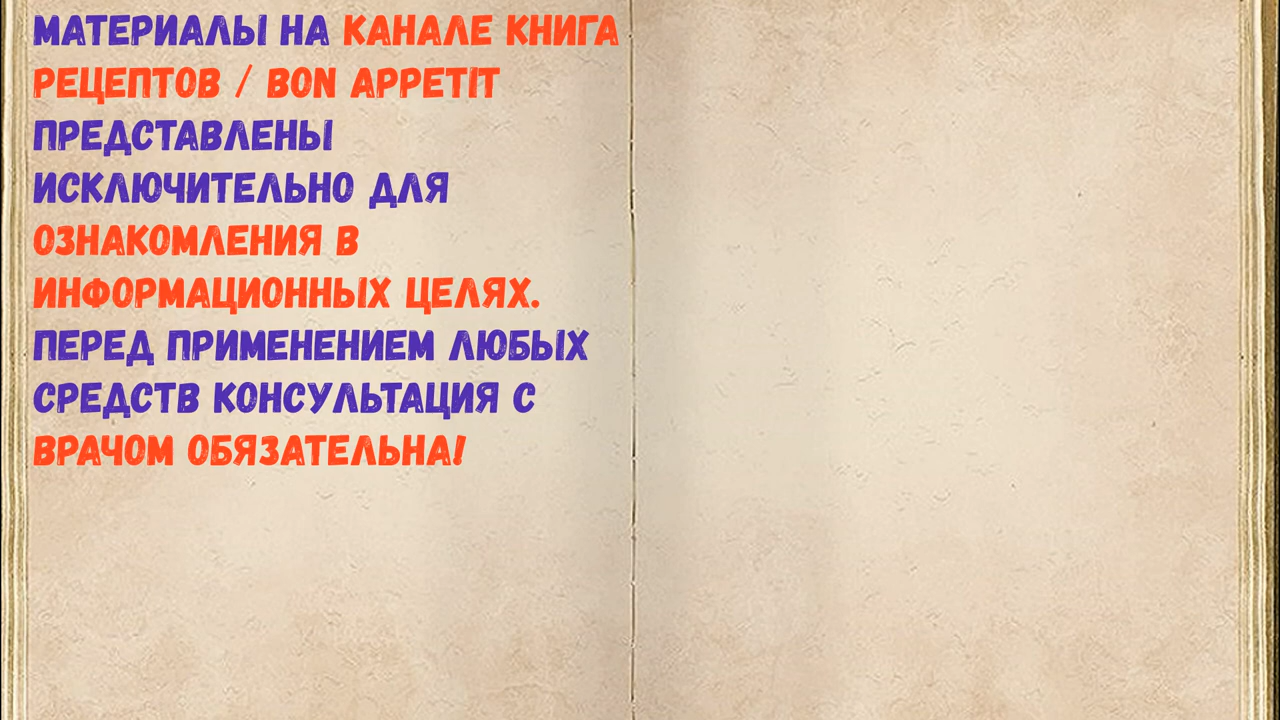 МАТЕРИАЛЫ НА КАНАЛЕ КНИГА
РЕЦЕПТОВ / BON APPETIT
ПРЕДСТАВЛЕНЫ
ИСКЛЮЧИТЕЛЬНО ДЛЯ
ОЗНАКОМЛЕНИЯ В
ИНФОРМАЦИОННЫХ ЦЕЛЯХ.
ПЕРЕД ПРИМЕНЕНИЕМ ЛЮБЫХ
СРЕДСТВ КОНСУЛЬТАЦИЯ С
ВРАЧОМ ОБЯЗАТЕЛЬНА!